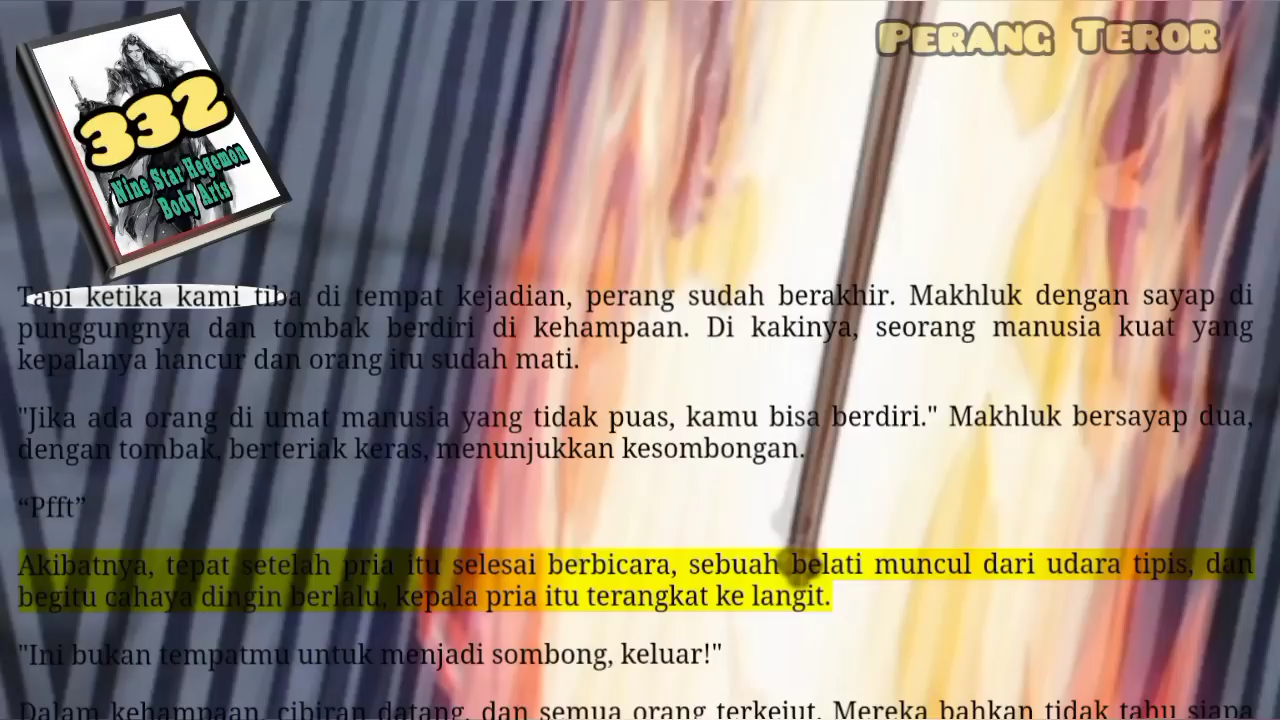 Perang Teror
332
Nine Star Hegemon
Body Arts
Tapi ketika kami tiba di tempat kejadian, perang sudah berakhir. Makhluk dengan sayap di
punggungnya dan tombak berdiri di kehampaan. Di kakinya, seorang manusia kuat yang
kepalanya hancur dan orang itu sudah mati.
"Jika ada orang di umat manusia yang tidak puas, kamu bisa berdiri." Makhluk bersayap dua,
dengan tombak, berteriak keras, menunjukkan kesombongan.
“Pfft”
Akibatnya, tepat setelah pria itu selesai berbicara, sebuah belati muncul dari udara tipis, dan
begitu cahaya dingin berlalu, kepala pria itu terangkat ke langit.
"Ini bukan tempatmu untuk menjadi sombong, keluar!"
Dalam kehampaan, cibiran datang, dan semua orang terkejut. Mereka bahkan tidak tahu siapa